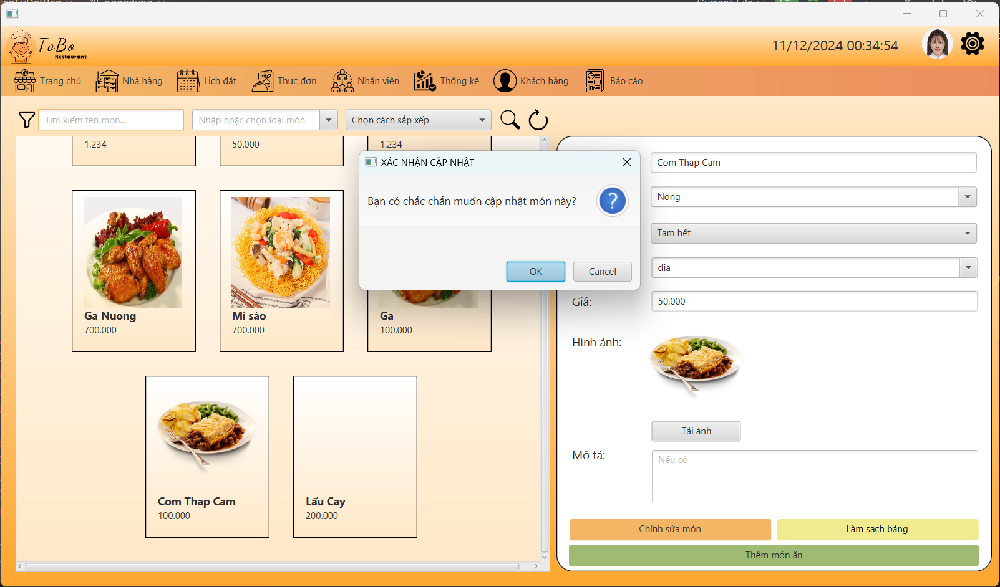 ToBo
Restaurant
11/12/2024 00:34:54
Trang chủ
Nhà hàng
Lịch đặt
Thực đơn
Nhân viên
Thống kê
Khách hàng
Báo cáo
Tìm kiếm tên món...
Nhập hoặc chọn loại món
Chọn cách sắp xếp
1.234
50.000
1.234
XÁC NHẬN CẬP NHẬT
Bạn có chắc chắn muốn cập nhật món này?
?
OK
Cancel
Ga Nuong
700.000
Mì sào
700.000
Ga
100.000
Com Thap Cam
100.000
Lẩu Cay
200.000
Com Thap Cam
Nong
Tạm hết
dia
Giá:
50.000
Hình ảnh:
Tải ảnh
Mô tả:
Nếu có
Chỉnh sửa món
Làm sạch bảng
Thêm món ăn